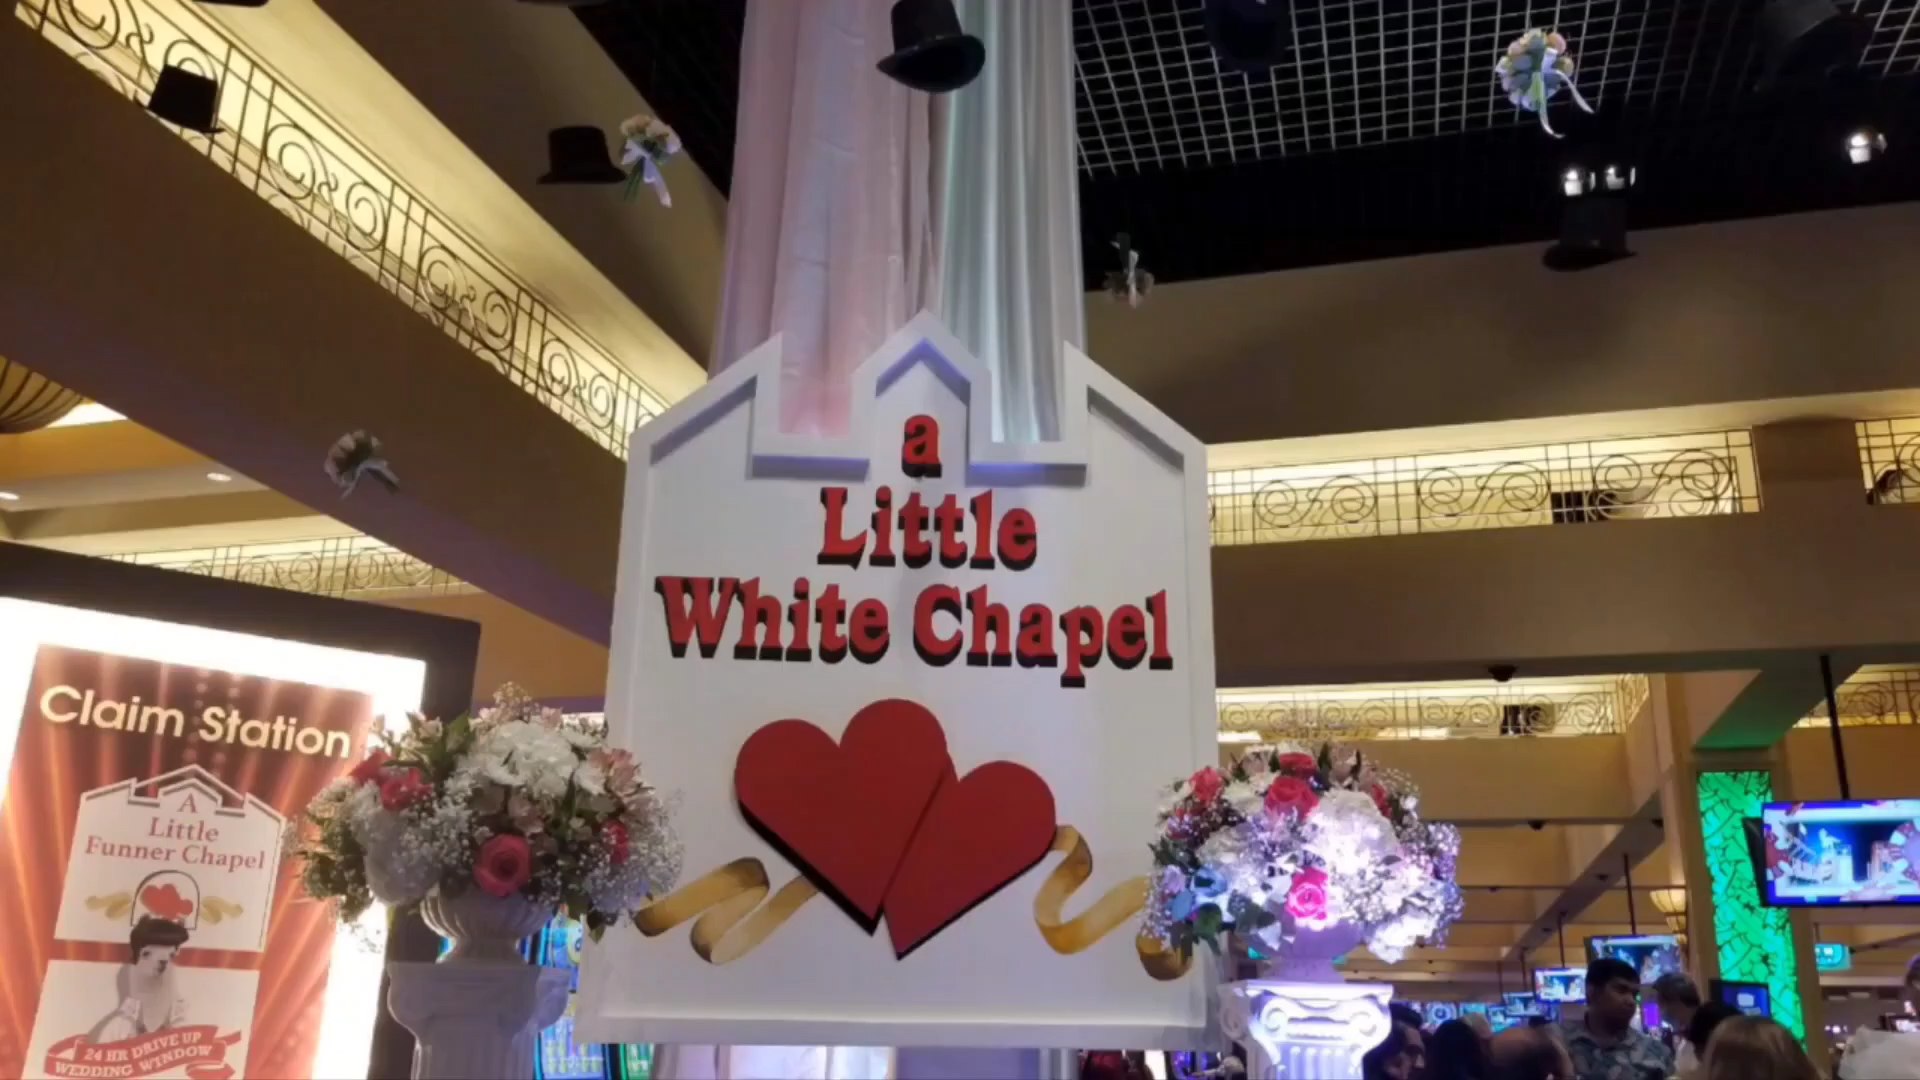 a
Little
White Chapel
Claim Station
A
Little
Funner Chapel
24 HR DRIVE UP
WEDDING WINDOW